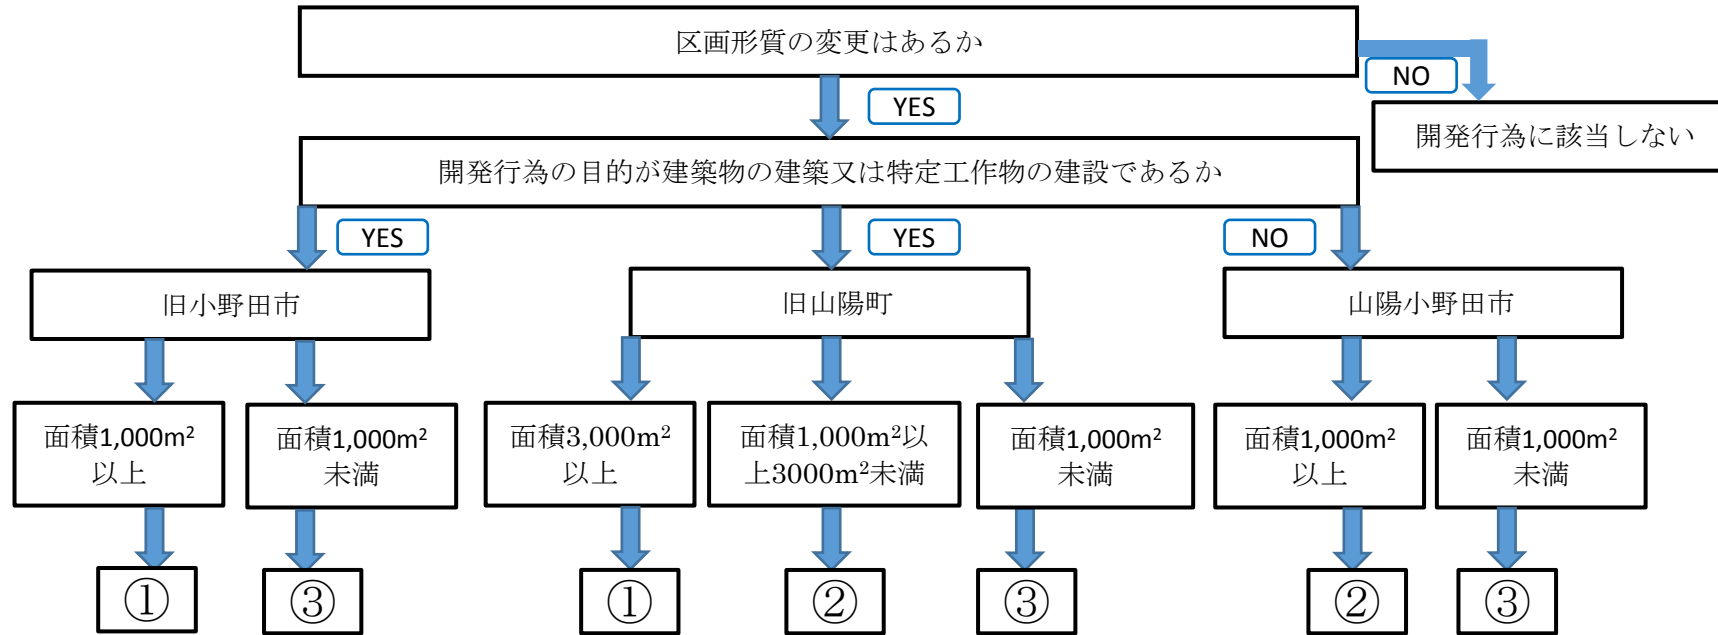 区画形質の変更はあるか
NO
YES
開発行為に該当しない
開発行為の目的が建築物の建築又は特定工作物の建設であるか
YES
YES
NO
旧小野田市
旧山陽町
山陽小野田市
面積1,000m²
以上
面積1,000m²
未満
面積3,000m²
以上
面積1,000m²以
上3000m²未満
面積1,000m²
未満
面積1,000m²
以上
面積1,000m²
未満
①
③
①
②
③
②
③